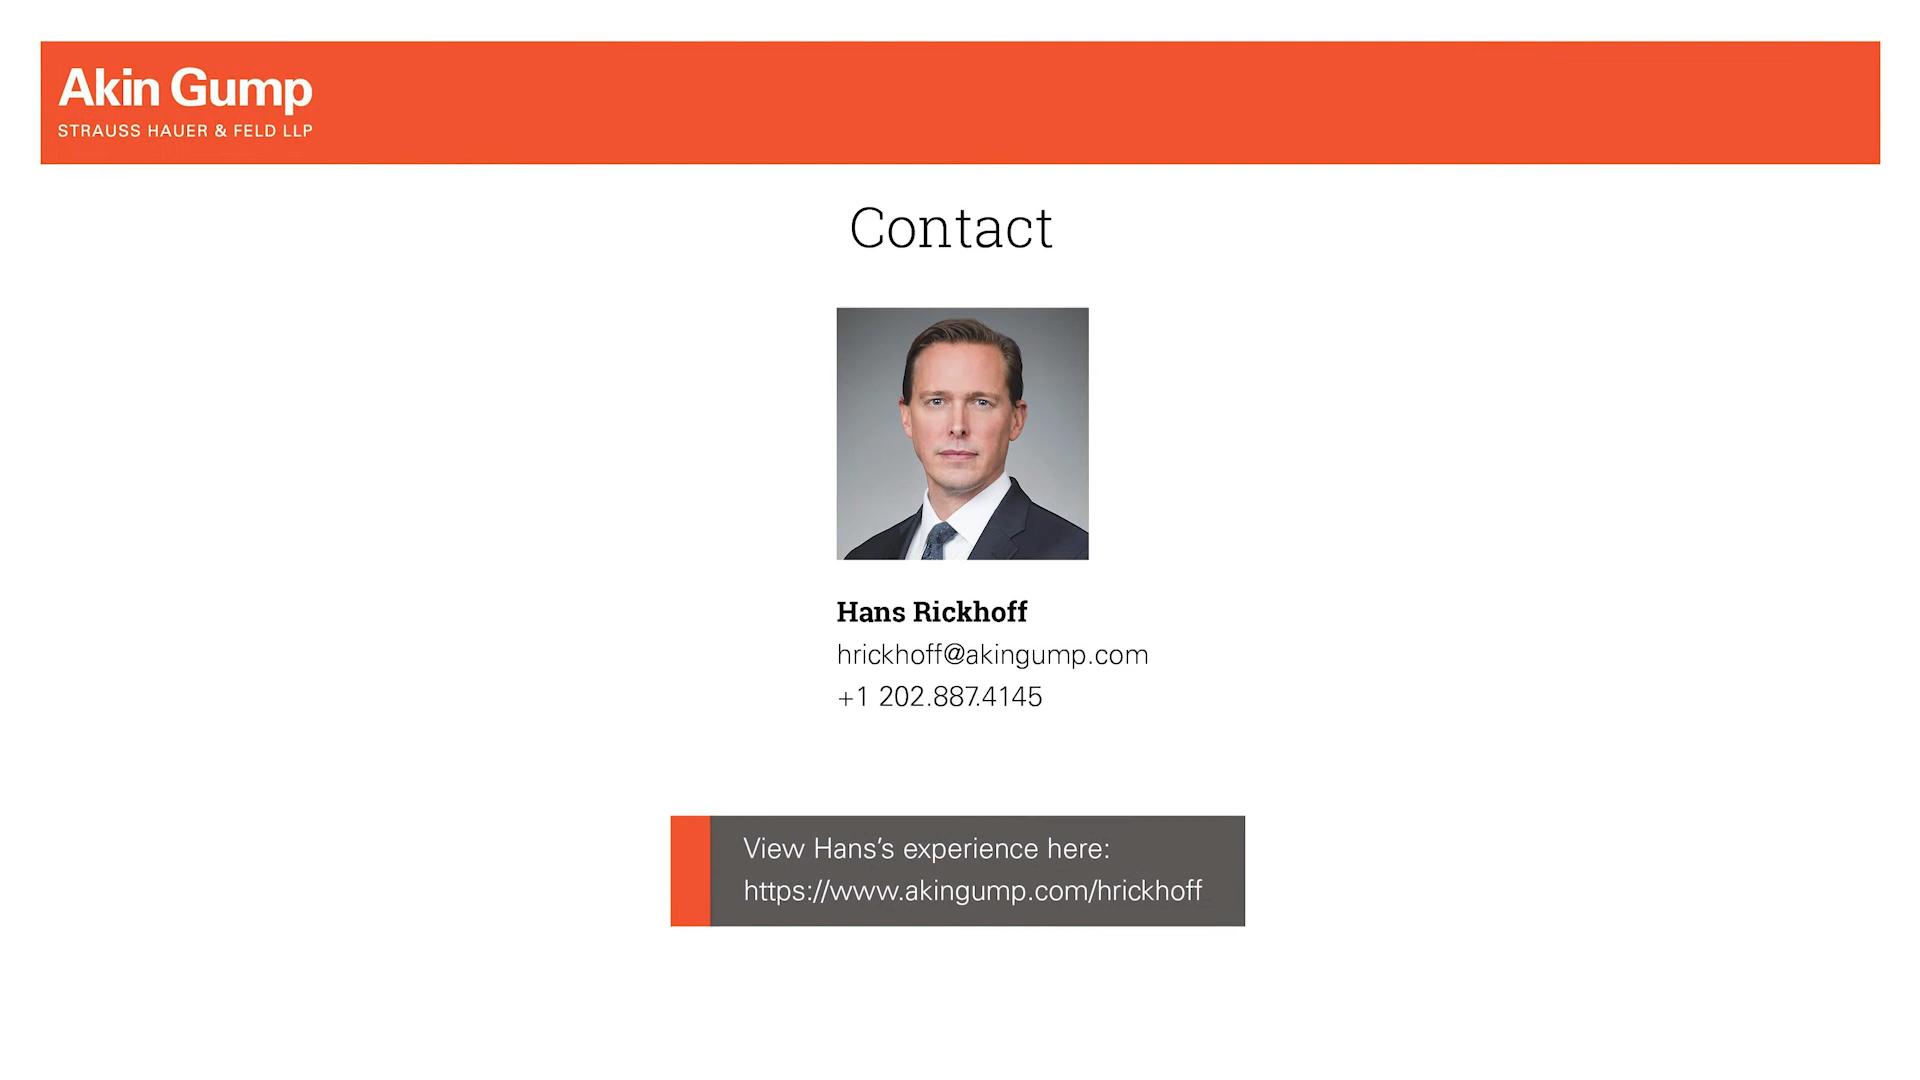 Akin Gump
STRAUSS HAUER & FELD LLP
Contact
Hans Rickhoff
hrickhoff@akingump.com
+1 202.887.4145
View Hans’s experience here:
https://www.akingump.com/hrickhoff